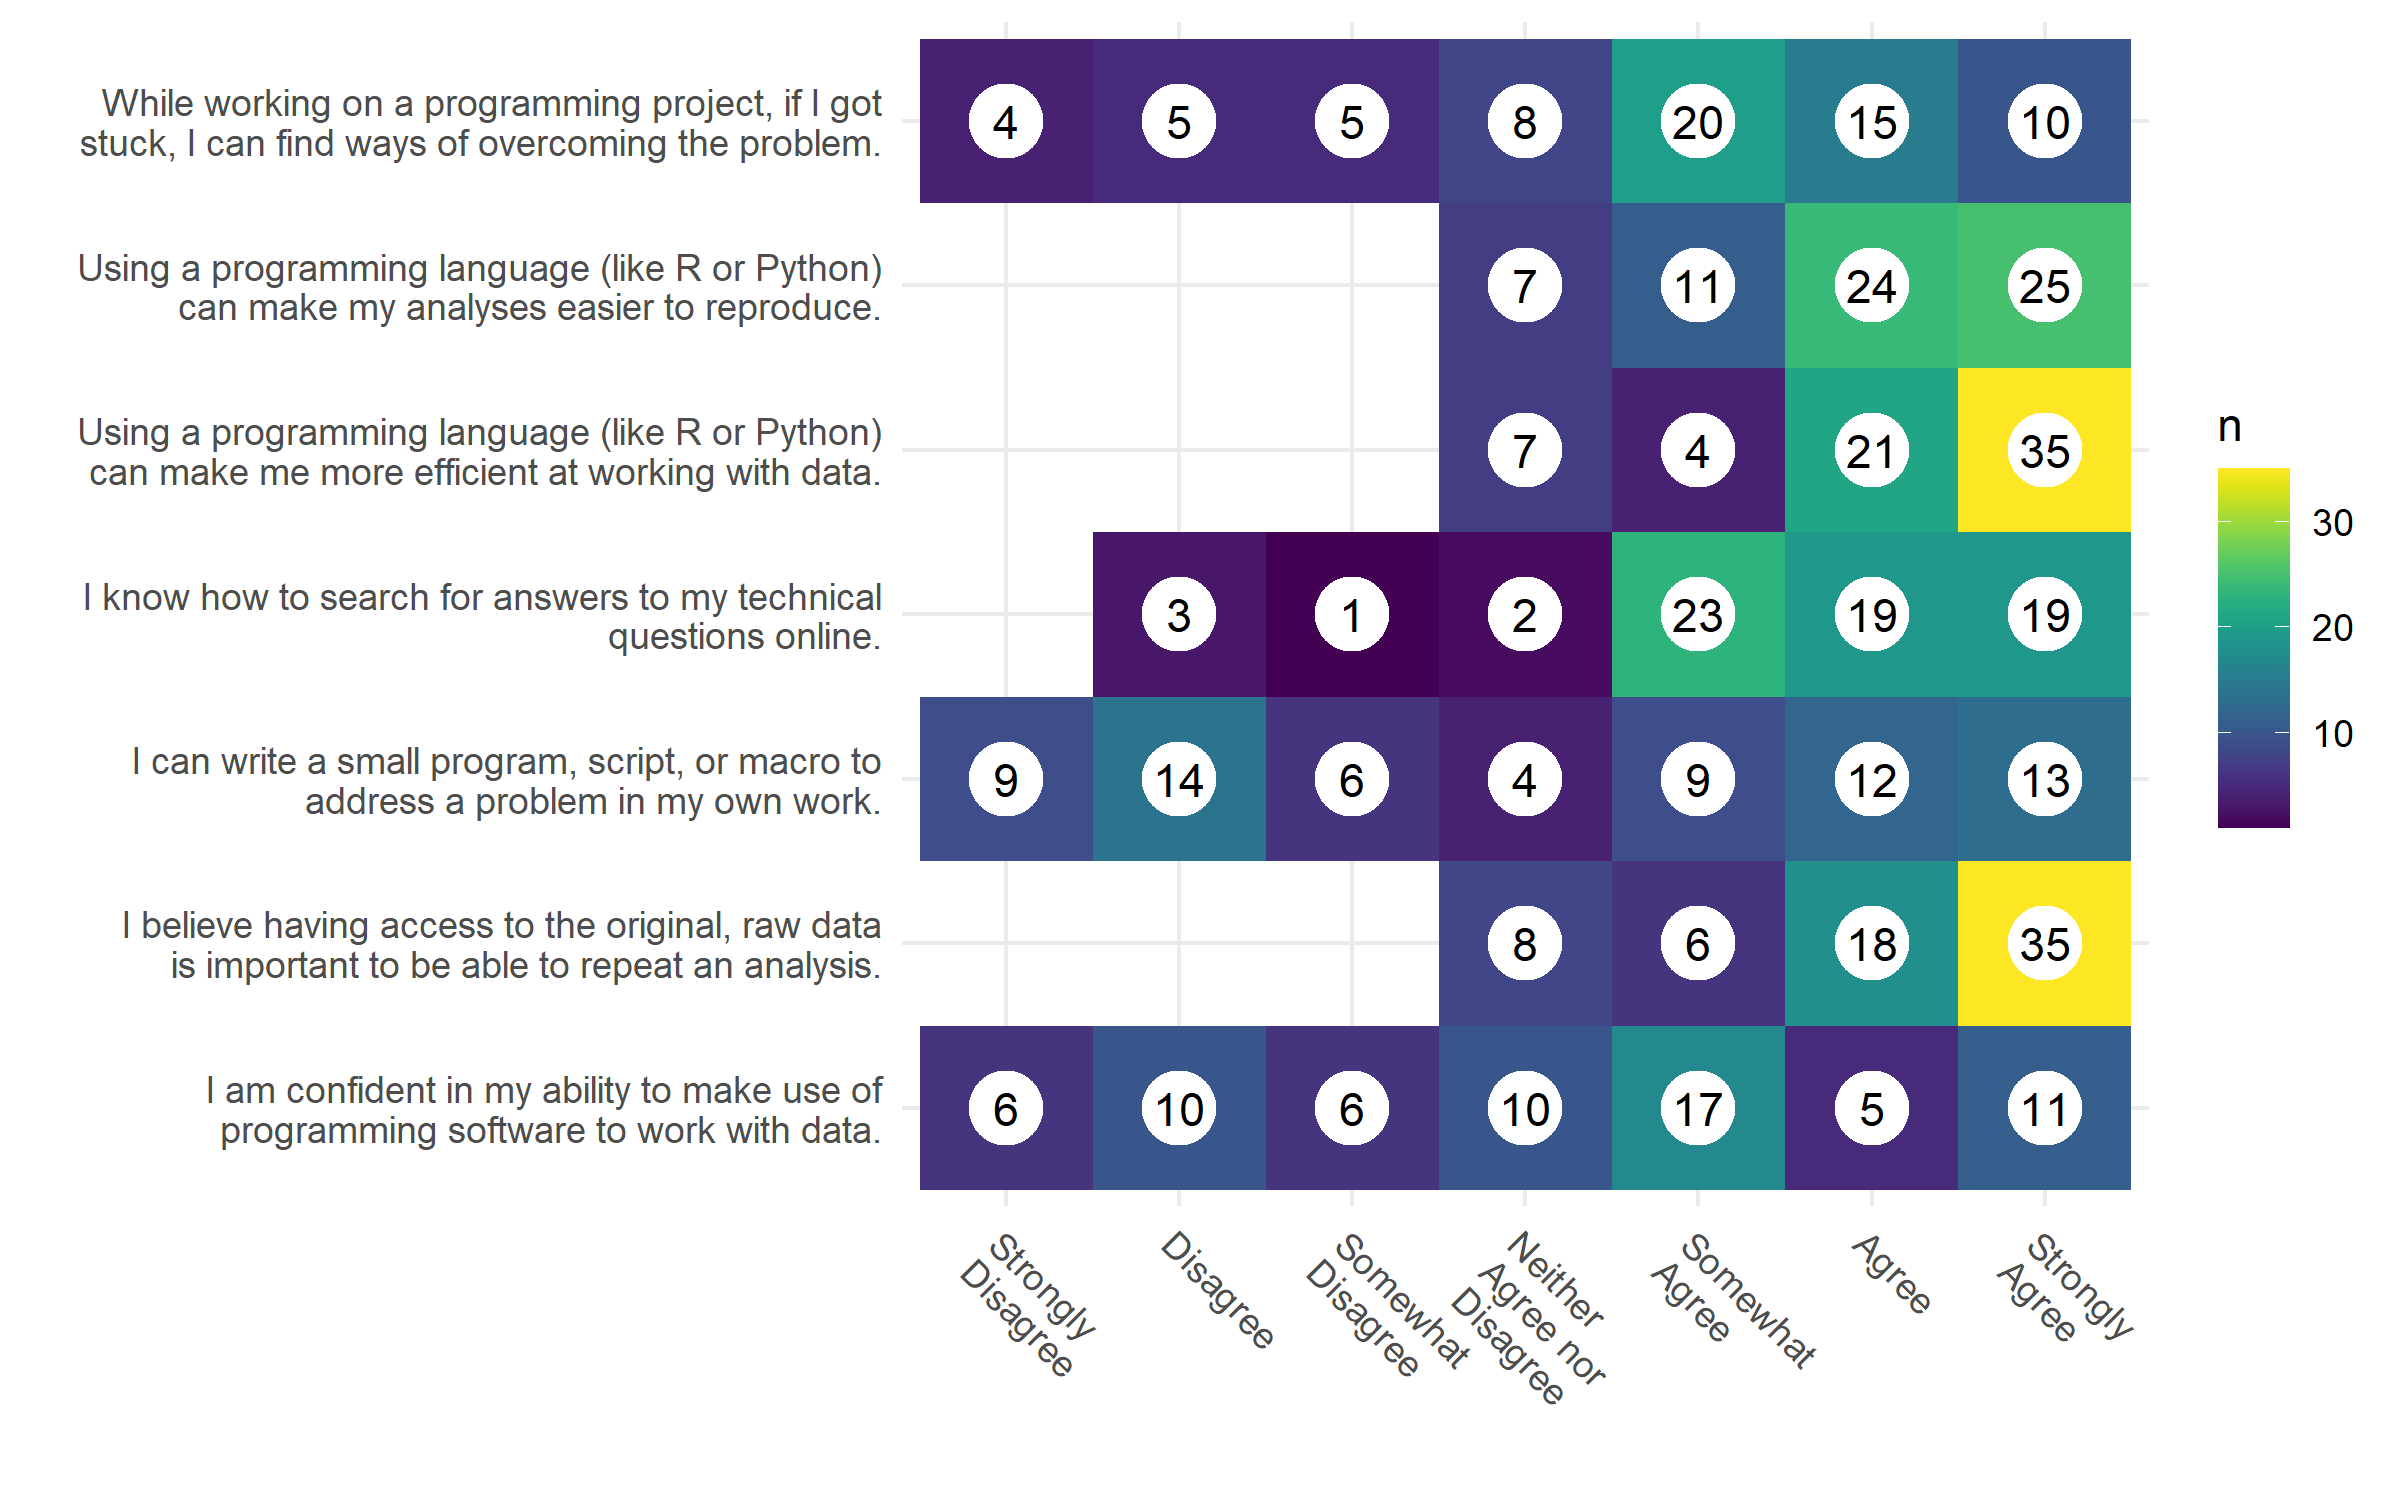 While working on a programming project, if I got
stuck, I can find ways of overcoming the problem.
4 5 5 8 20 15 10
Using a programming language (like R or Python)
can make my analyses easier to reproduce.
7 11 24 25
Using a programming language (like R or Python)
can make me more efficient at working with data.
7 4 21 35
I know how to search for answers to my technical
questions online.
3 1 2 23 19 19
I can write a small program, script, or macro to
address a problem in my own work.
9 14 6 4 9 12 13
I believe having access to the original, raw data
is important to be able to repeat an analysis.
8 6 18 35
I am confident in my ability to make use of
programming software to work with data.
6 10 6 10 17 5 11
Strongly
Disagree
Disagree
Somewhat
Disagree
Neither
Agree nor
Disagree
Somewhat
Agree
Agree
Strongly
Agree
n
30
20
10